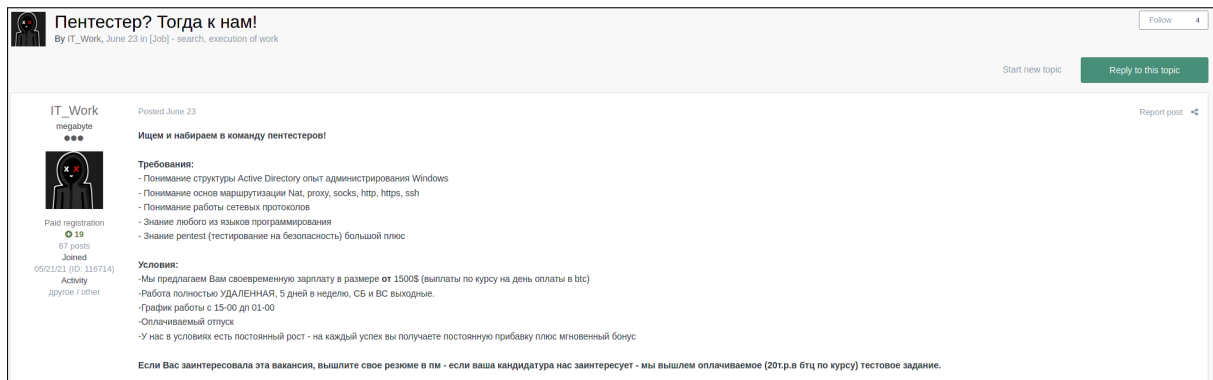 Пентестер? Тогда к нам!
By IT_Work, June 23 in [Job] - search, execution of work
Follow 4
Start new topic
Reply to this topic
IT_Work
megabyte
Paid registration
19
67 posts
Joined
05/21/21 (ID: 116714)
Activity
другое / other
Posted June 23
Report post
Ищем и набираем в команду пентестеров!
Требования:
- Понимание структуры Active Directory опыт администрирования Windows
- Понимание основ маршрутизации Nat, proxy, socks, http, https, ssh
- Понимание работы сетевых протоколов
- Знание любого из языков программирования
- Знание pentest (тестирование на безопасность) большой плюс
Условия:
-Мы предлагаем Вам своевременную зарплату в размере от 1500$ (выплаты по курсу на день оплаты в btc)
-Работа полностью УДАЛЕННАЯ, 5 дней в неделю, СБ и ВС выходные.
-График работы с 15-00 дп 01-00
-Оплачиваемый отпуск
-У нас в условиях есть постоянный рост - на каждый успех вы получаете постоянную прибавку плюс мгновенный бонус
Если Вас заинтересовала эта вакансия, вышлите свое резюме в пм - если ваша кандидатура нас заинтересует - мы вышлем оплачиваемое (20т.р.в бтц по курсу) тестовое задание.